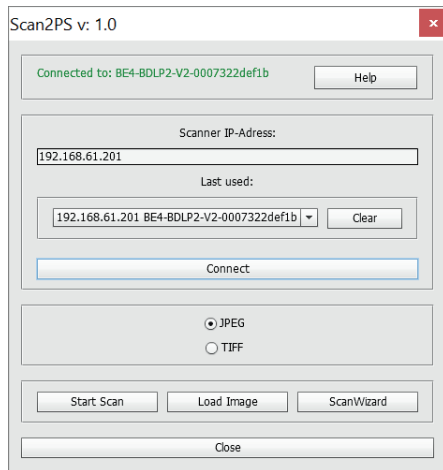 Scan2PS v: 1.0
Connected to: BE4-BDLP2-V2-0007322def1b
Help
Scanner IP-Adress:
192.168.61.201
Last used:
192.168.61.201 BE4-BDLP2-V2-0007322def1b
Clear
Connect
JPEG
TIFF
Start Scan
Load Image
ScanWizard
Close